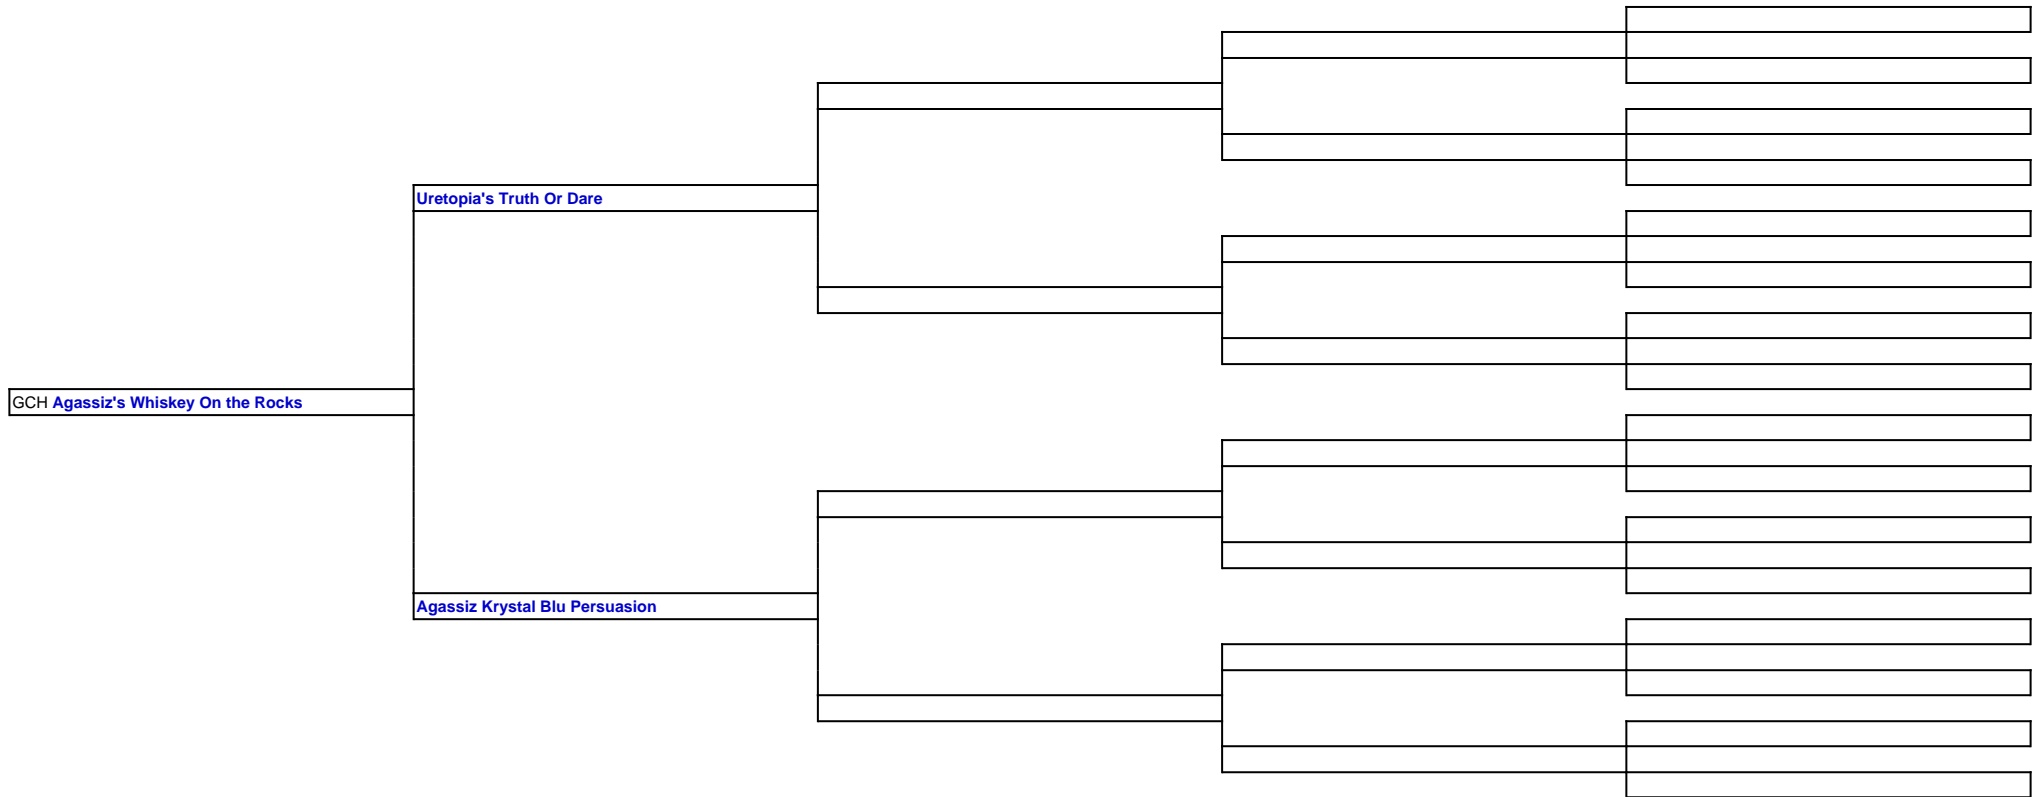 Uretopia's Truth Or Dare
GCH Agassiz's Whiskey On the Rocks
Agassiz Krystal Blu Persuasion